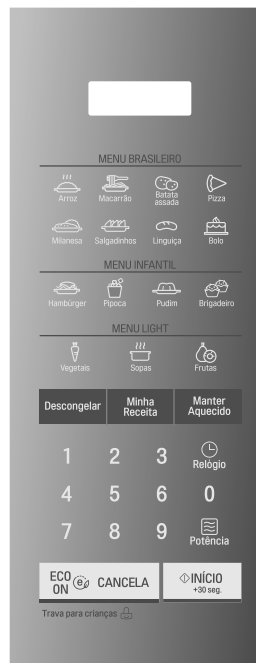 MENU BRASILEIRO
Arroz Macarrão Batata assada Pizza
Milanesa Salgadinhos Linguiça Bolo
MENU INFANTIL
Hambúrger Pipoca Pudim Brigadeiro
MENU LIGHT
Vegetais Sopas Frutas
Descongelar Minha Receita Manter Aquecido
1 2 3 Relógio
4 5 6 0
7 8 9 Potência
ECO ON e CANCELA INÍCIO +30 seg.
Trava para crianças